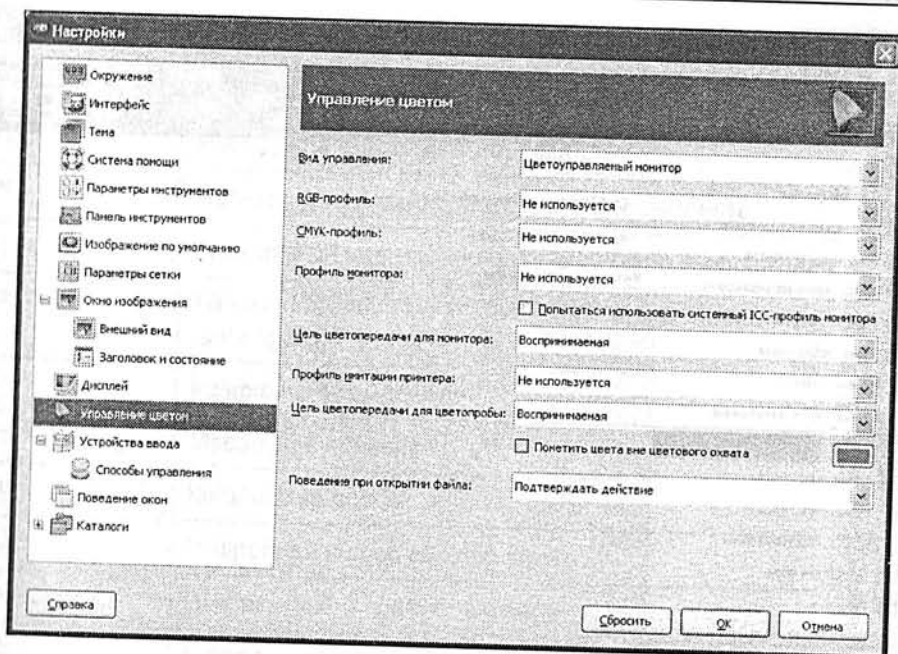 Настройки
Окружение
Интерфейс
Тема
Система помощи
Параметры инструментов
Панель инструментов
Изображение по умолчанию
Параметры сетки
Окно изображения
Внешний вид
Заголовок и состояние
Дисплей
Управление цветом
Устройства ввода
Способы управления
Поведение окон
Каталоги
Управление цветом
Вид управления: Цветоуправляемый монитор
RGB-профиль: Не используется
CMYK-профиль: Не используется
Профиль монитора: Не используется
Попытаться использовать системный ICC-профиль монитора
Цель цветопередачи для монитора: Воспринимаемая
Профиль имитации принтера: Не используется
Цель цветопередачи для цветопробы: Воспринимаемая
Пометить цвета вне цветового охвата
Поведение при открытии файла: Подтверждать действие
Справка
Сбросить
OK
Отмена